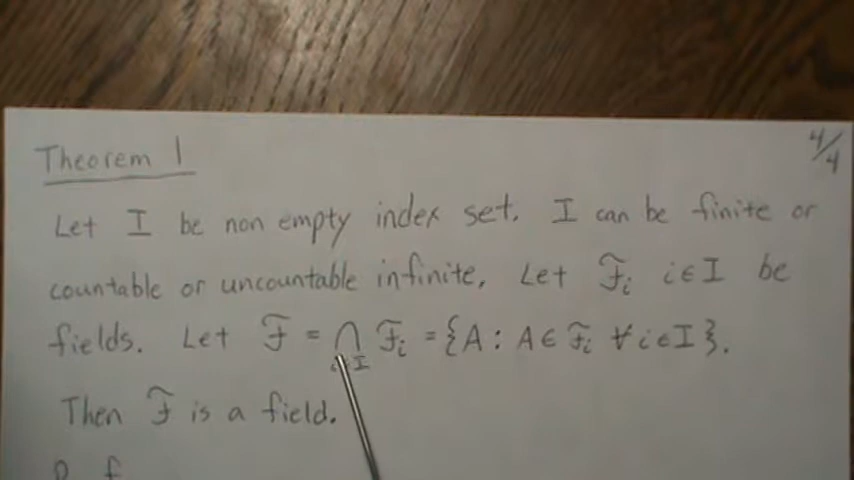 Theorem 1
4/4
Let I be non empty index set. I can be finite or
countable or uncountable infinite. Let ℱᵢ i∈I be
fields. Let ℱ = ⋂ ℱᵢ = {A : A ∈ ℱᵢ ∀ i ∈ I}.
i∈I
Then ℱ is a field.